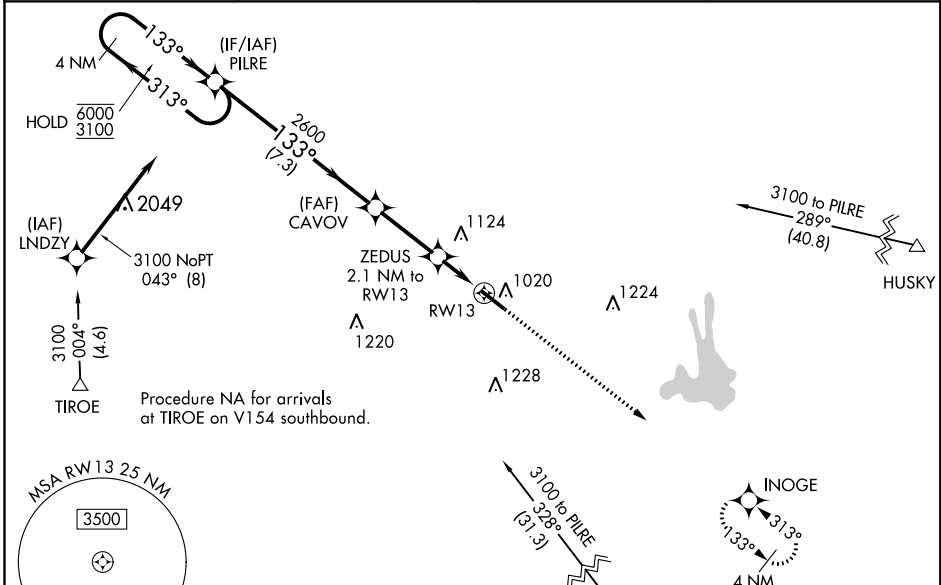 133°
(IF/IAF)
PILRE
4 NM
313°
HOLD 6000
3100
2600
133°
(7.3)
(IAF)
LNDZY
2049
3100 NoPT
043° (8)
(FAF)
CAVOV
1124
ZEDUS
2.1 NM to
RW13
RW13
1020
1224
1220
1228
3100 to PILRE
289°
(40.8)
HUSKY
3100
004°
(4.6)
TIROE
Procedure NA for arrivals
at TIROE on V154 southbound.
MSA RW13 25 NM
3500
3100 to PILRE
328°
(31.3)
INOGE
313°
133°
4 NM